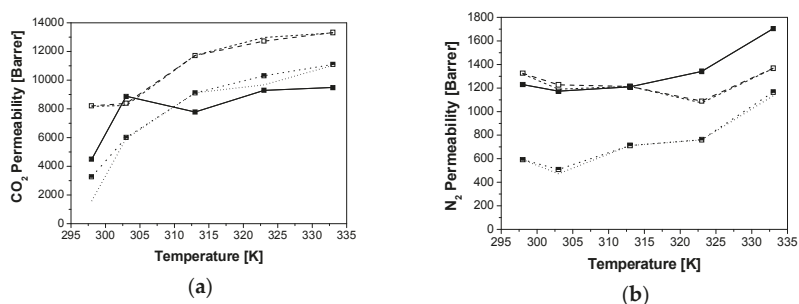 14000
12000
10000
8000
6000
4000
2000
0
295 300 305 310 315 320 325 330 335
CO₂ Permeability [Barrer]
Temperature [K]
(a)
1800
1600
1400
1200
1000
800
600
400
200
0
295 300 305 310 315 320 325 330 335
N₂ Permeability [Barrer]
Temperature [K]
(b)